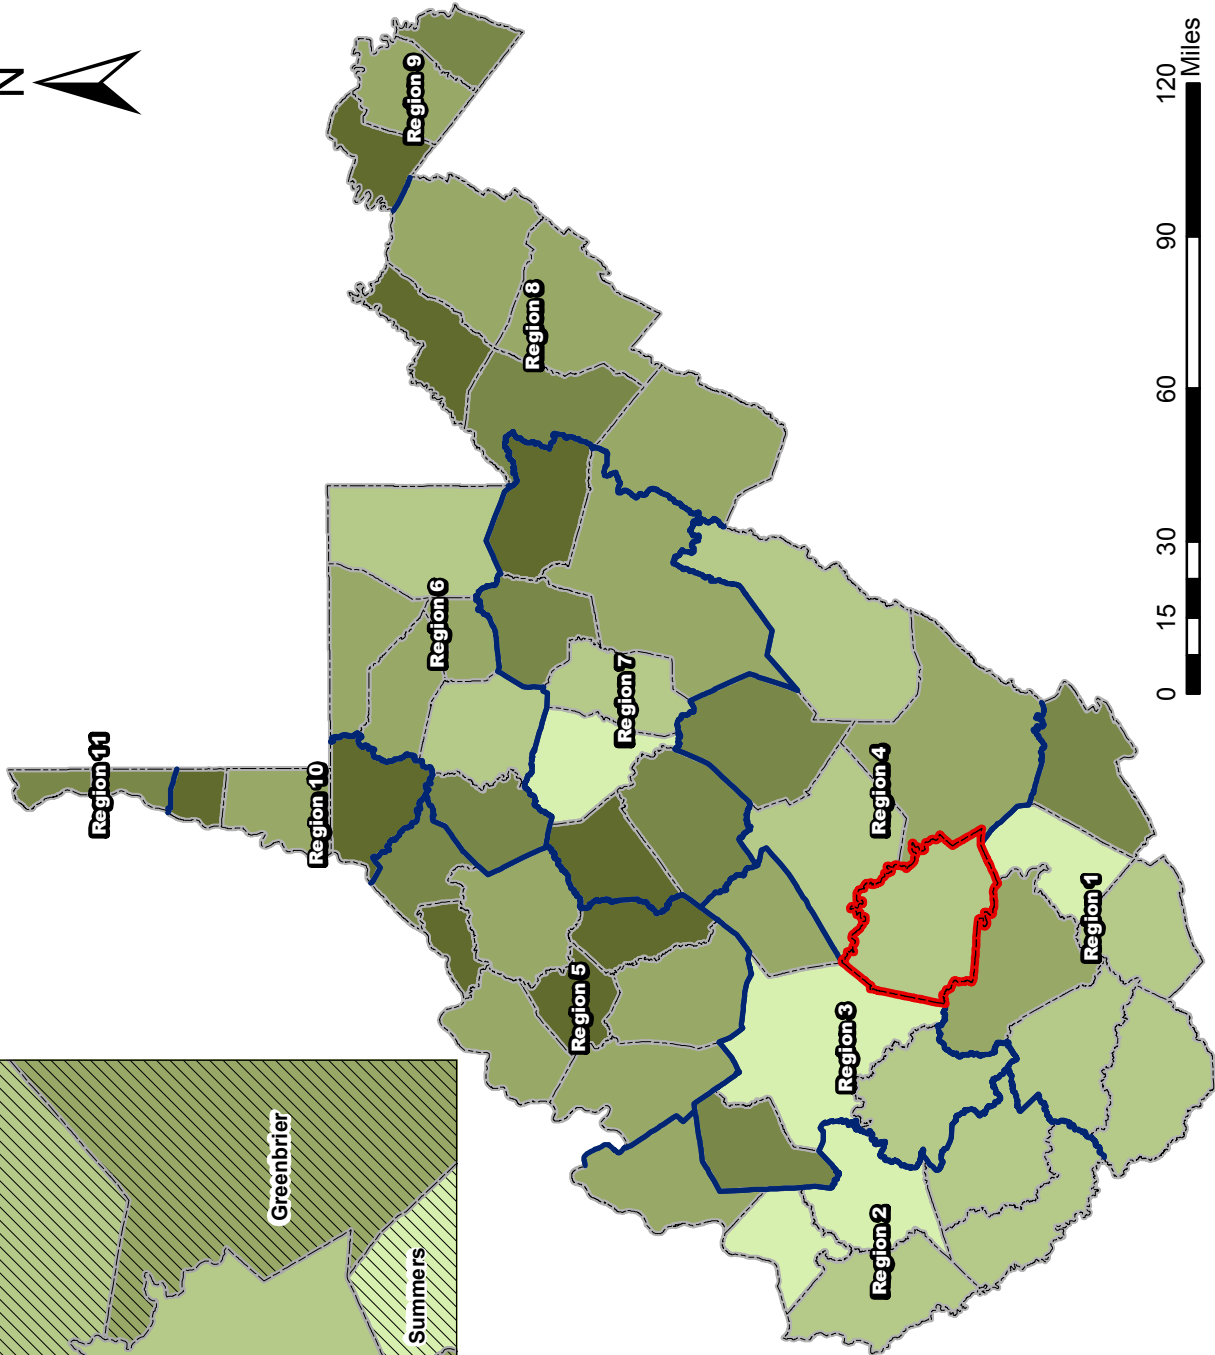 N
Region 11
Greenbrier
Region 10
Summers
Region 9
Region 6
Region 8
Region 5
Region 7
Region 3
Region 2
Region 4
Region 1
0 15 30 60 90 120
Miles